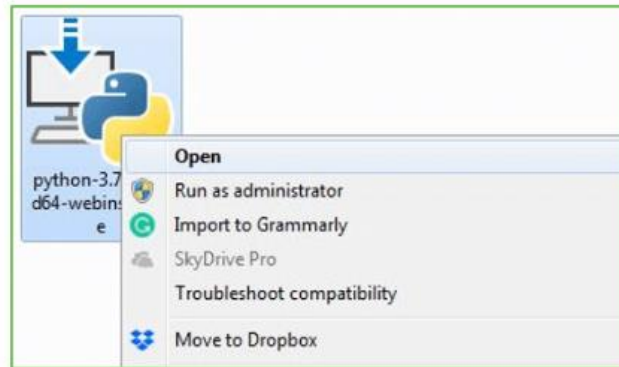 python-3.7
d64-webins
e
Open
Run as administrator
Import to Grammarly
SkyDrive Pro
Troubleshoot compatibility
Move to Dropbox